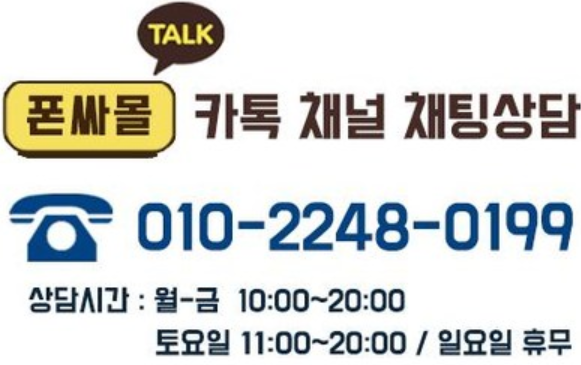 TALK
폰싸몰 카톡 채널 채팅상담
010-2248-0199
상담시간 : 월-금 10:00~20:00
토요일 11:00~20:00 / 일요일 휴무